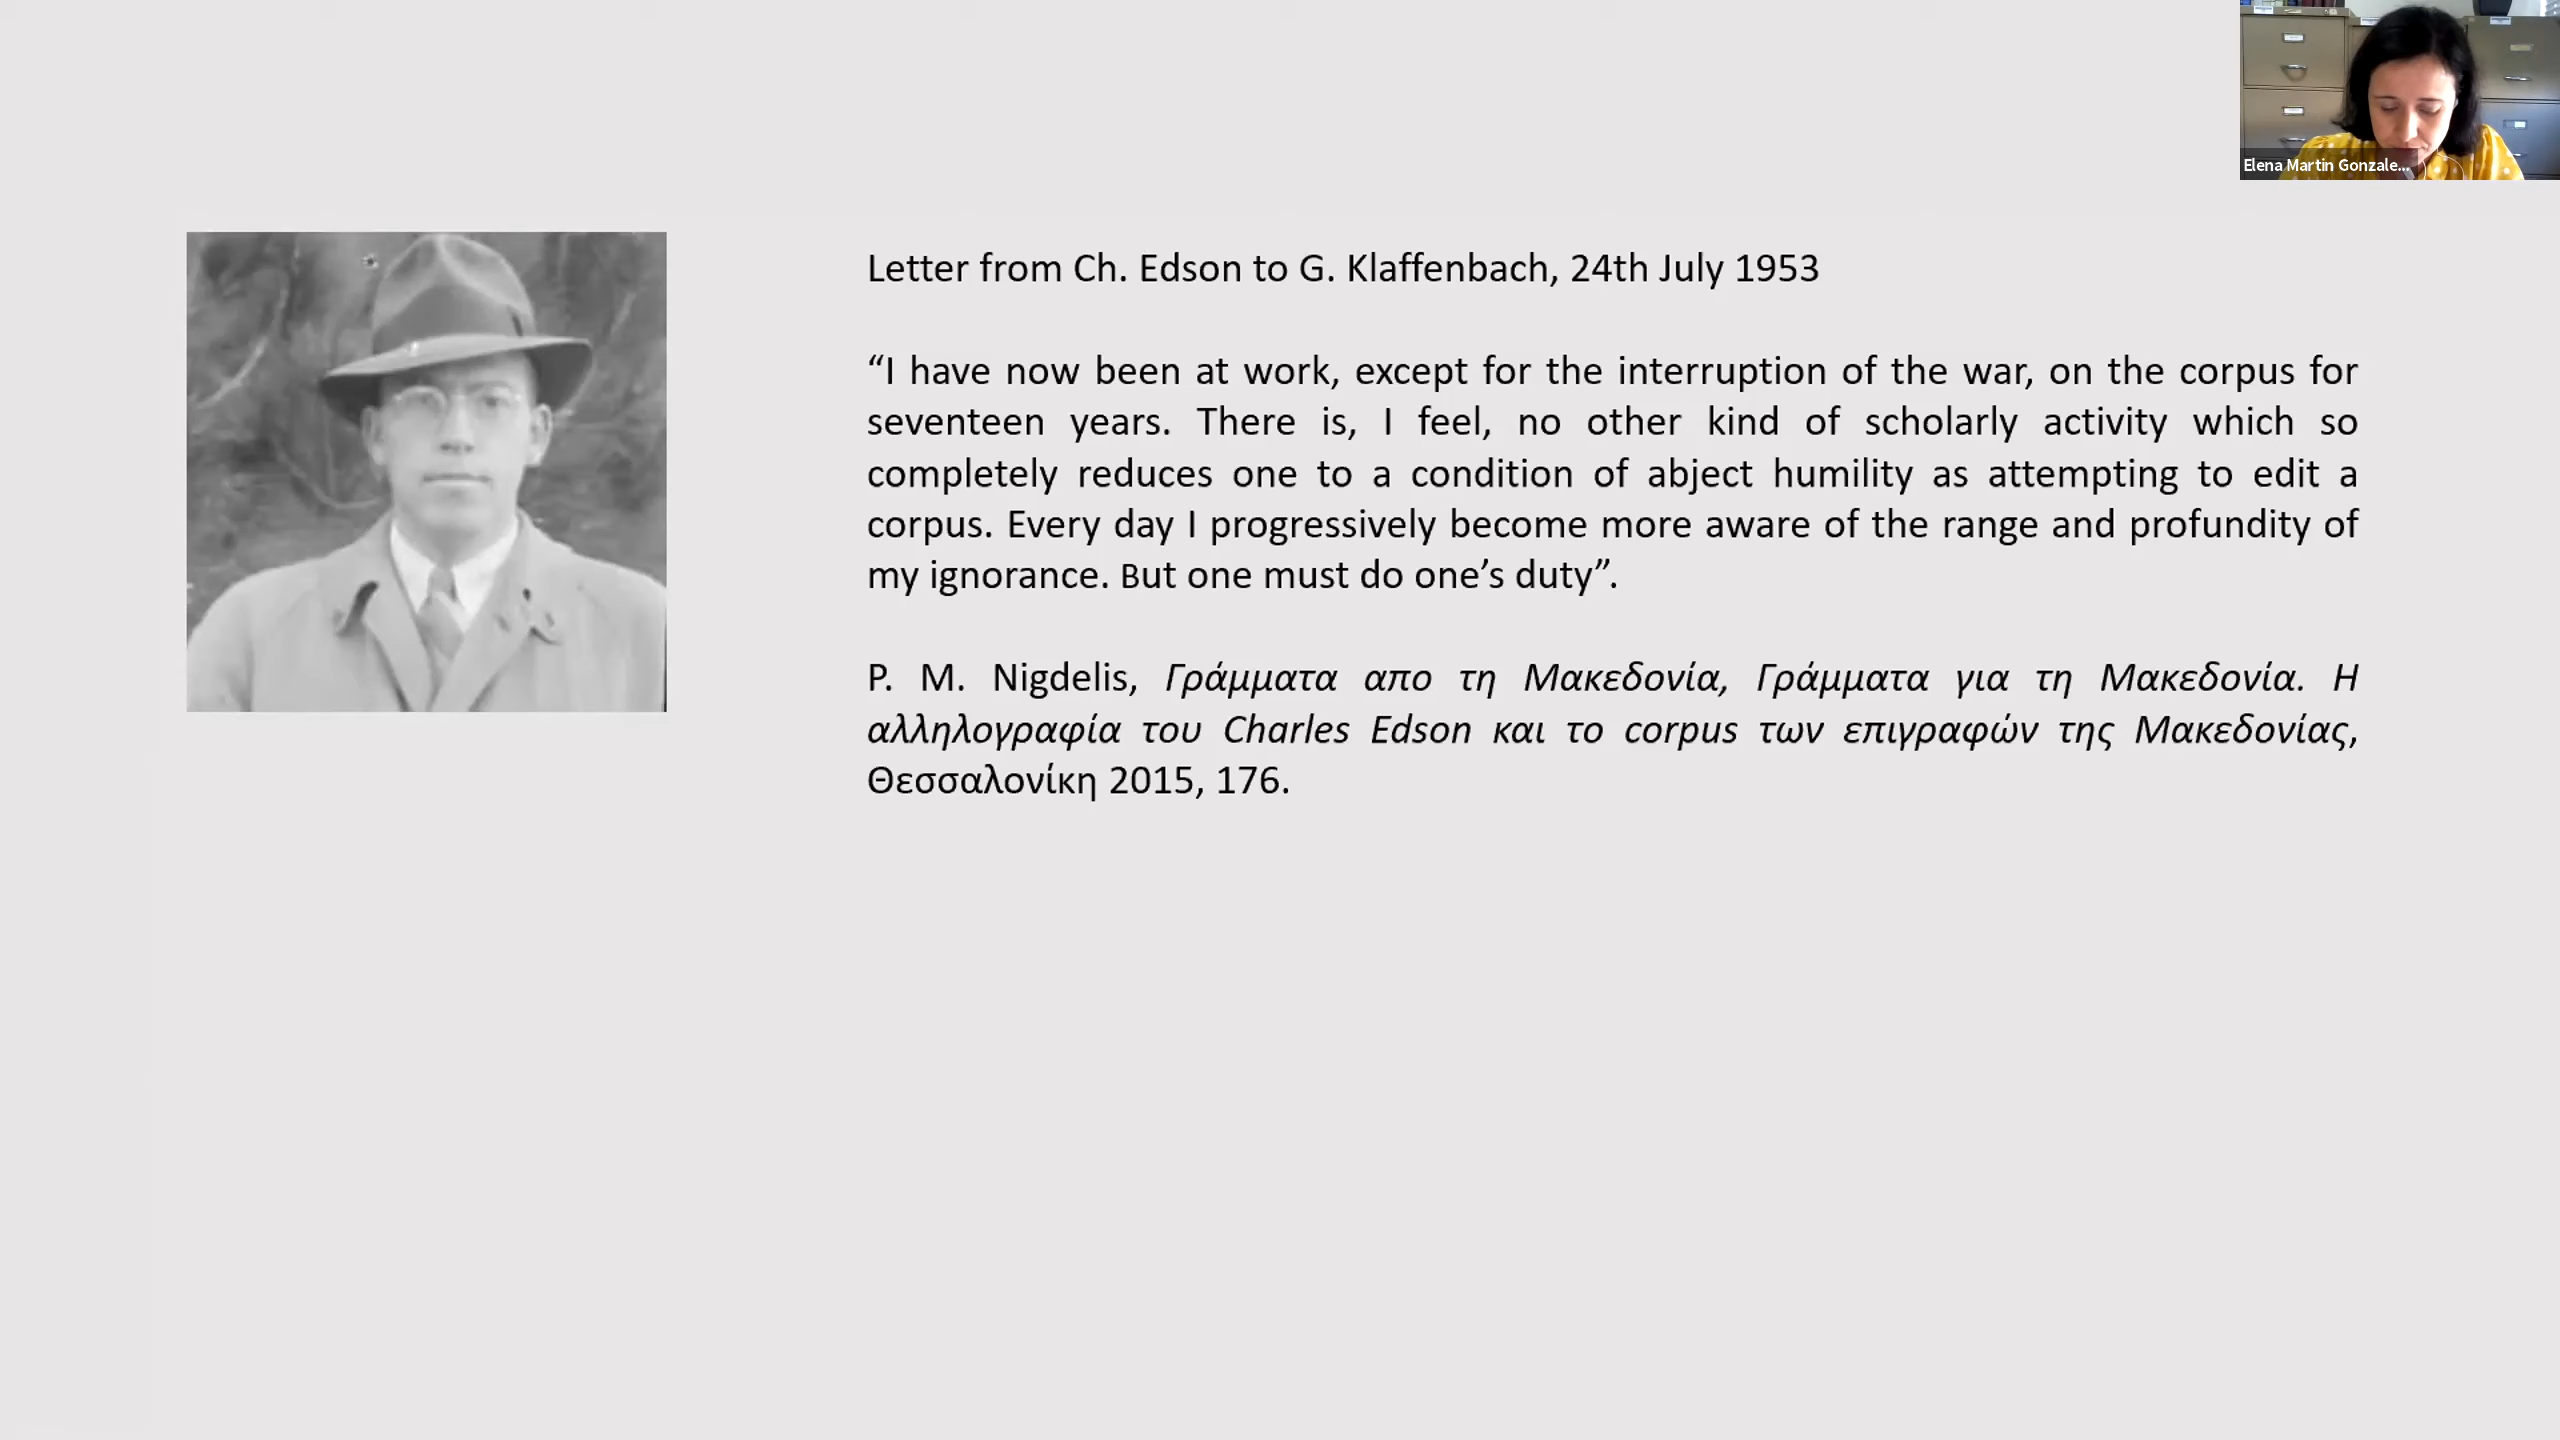 Elena Martin Gonzale...
Letter from Ch. Edson to G. Klaffenbach, 24th July 1953
“I have now been at work, except for the interruption of the war, on the corpus for
seventeen years. There is, I feel, no other kind of scholarly activity which so
completely reduces one to a condition of abject humility as attempting to edit a
corpus. Every day I progressively become more aware of the range and profundity of
my ignorance. But one must do one’s duty”.
P. M. Nigdelis, Γράμματα απο τη Μακεδονία, Γράμματα για τη Μακεδονία. Η
αλληλογραφία του Charles Edson και το corpus των επιγραφών της Μακεδονίας,
Θεσσαλονίκη 2015, 176.